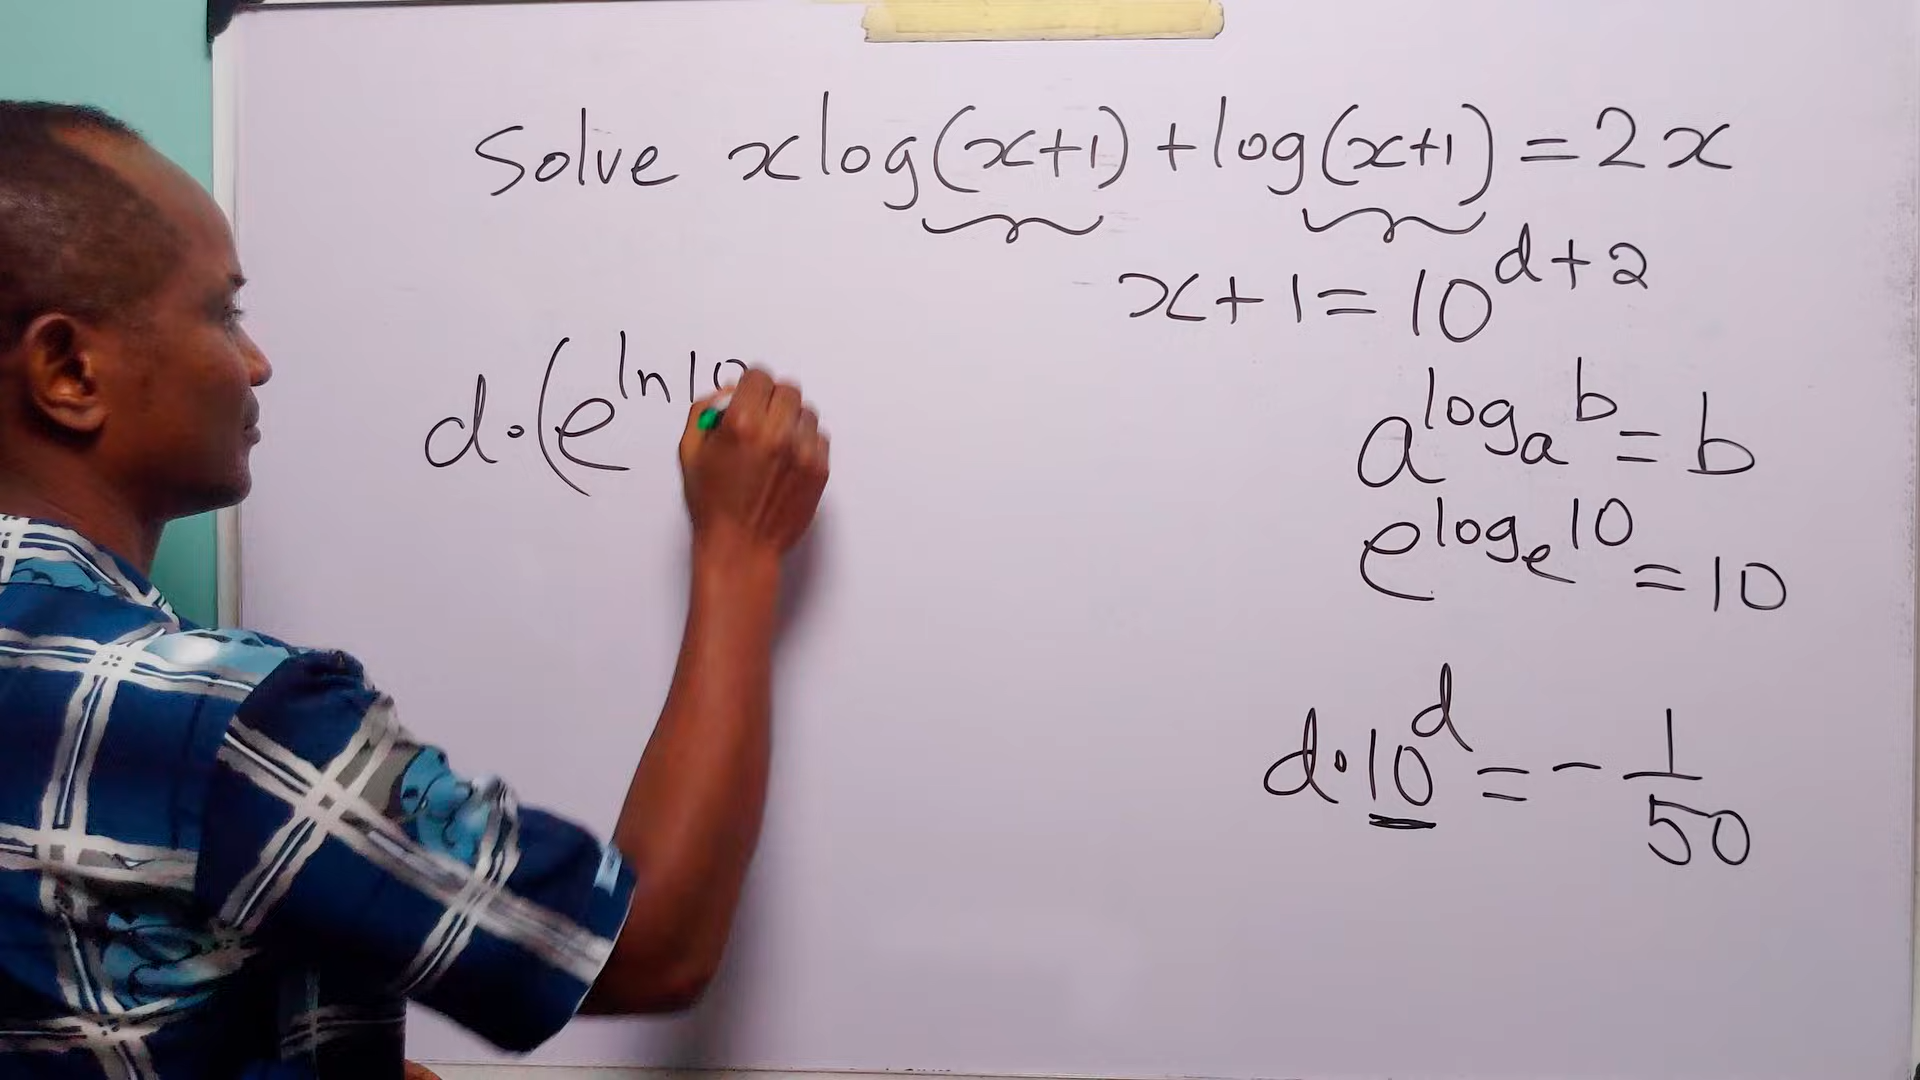 Solve xlog(x+1)+log(x+1)=2x
x+1=10^{d+2}
d·(e^{ln10}
a^{log_a b}=b
e^{log_e 10}=10
d·10^d=-1/50